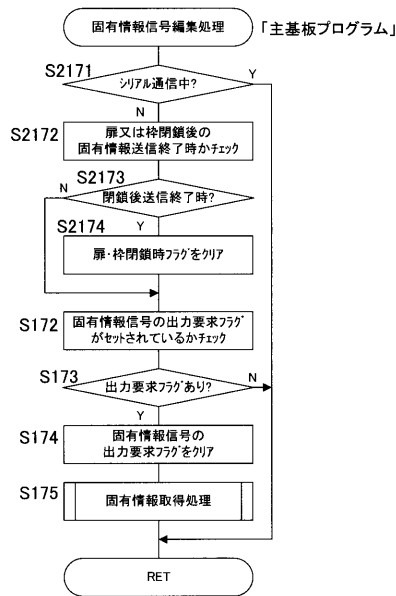 固有情報信号編集処理
「主基板プログラム」
S2171
シリアル通信中?
Y
N
S2172
扉又は枠閉鎖後の
固有情報送信終了時かチェック
S2173
N
閉鎖後送信終了時?
Y
S2174
扉・枠閉鎖時フラグをクリア
S172
固有情報信号の出力要求フラグ
がセットされているかチェック
S173
出力要求フラグあり?
N
Y
S174
固有情報信号の
出力要求フラグをクリア
S175
固有情報取得処理
RET